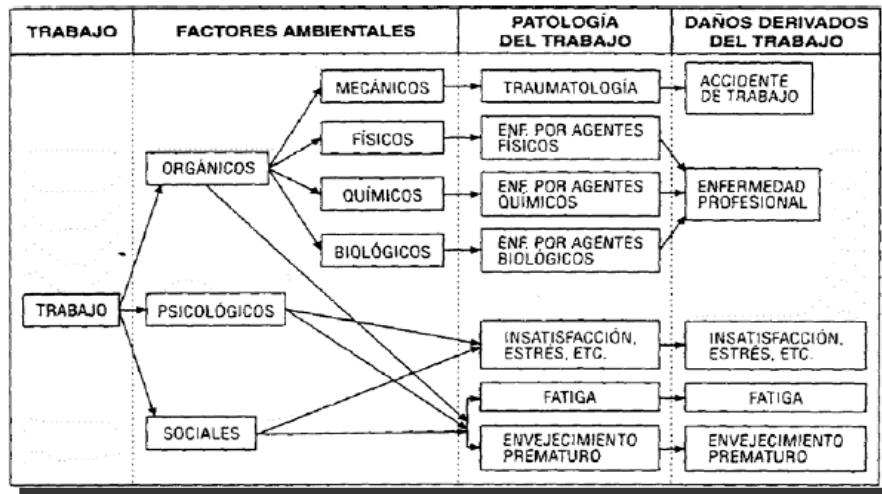 TRABAJO
FACTORES AMBIENTALES
PATOLOGÍA
DEL TRABAJO
DAÑOS DERIVADOS
DEL TRABAJO
MECÁNICOS
TRAUMATOLOGÍA
ACCIDENTE
DE TRABAJO
FÍSICOS
ENF. POR AGENTES
FÍSICOS
ORGÁNICOS
QUÍMICOS
ENF. POR AGENTES
QUÍMICOS
ENFERMEDAD
PROFESIONAL
BIOLÓGICOS
ENF. POR AGENTES
BIOLÓGICOS
TRABAJO
PSICOLÓGICOS
INSATISFACCIÓN,
ESTRÉS, ETC.
INSATISFACCIÓN,
ESTRÉS, ETC.
FATIGA
FATIGA
SOCIALES
ENVEJECIMIENTO
PREMATURO
ENVEJECIMIENTO
PREMATURO